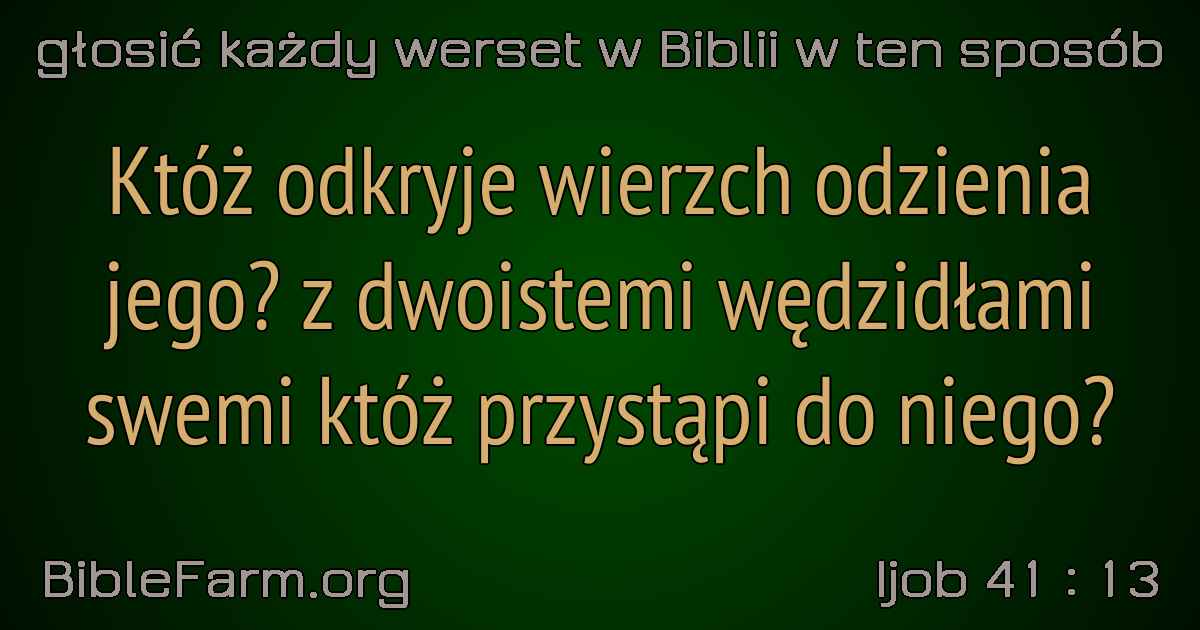 głosić każdy werset w Biblii w ten sposób
Któż odkryje wierzch odzienia
jego? z dwoistemi wędzidłami
swemi któż przystąpi do niego?
BibleFarm.org
Ijob 41 : 13